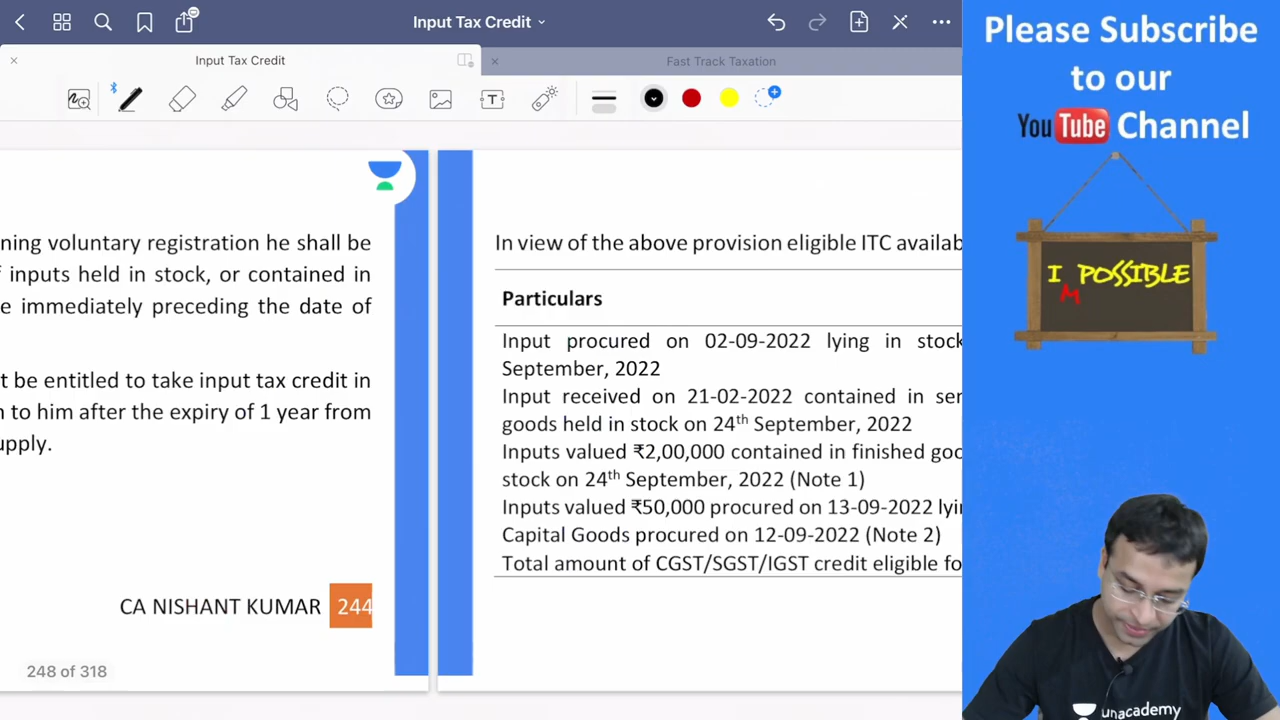 Input Tax Credit
Input Tax Credit
Fast Track Taxation
ning voluntary registration he shall be
f inputs held in stock, or contained in
e immediately preceding the date of
t be entitled to take input tax credit in
n to him after the expiry of 1 year from
upply.
CA NISHANT KUMAR 244
248 of 318
In view of the above provision eligible ITC availab
Particulars
Input procured on 02-09-2022 lying in stock
September, 2022
Input received on 21-02-2022 contained in ser
goods held in stock on 24th September, 2022
Inputs valued ₹2,00,000 contained in finished goo
stock on 24th September, 2022 (Note 1)
Inputs valued ₹50,000 procured on 13-09-2022 lyi
Capital Goods procured on 12-09-2022 (Note 2)
Total amount of CGST/SGST/IGST credit eligible fo
Please Subscribe
to our
YouTube Channel
I POSSIBLE
M
unacademy